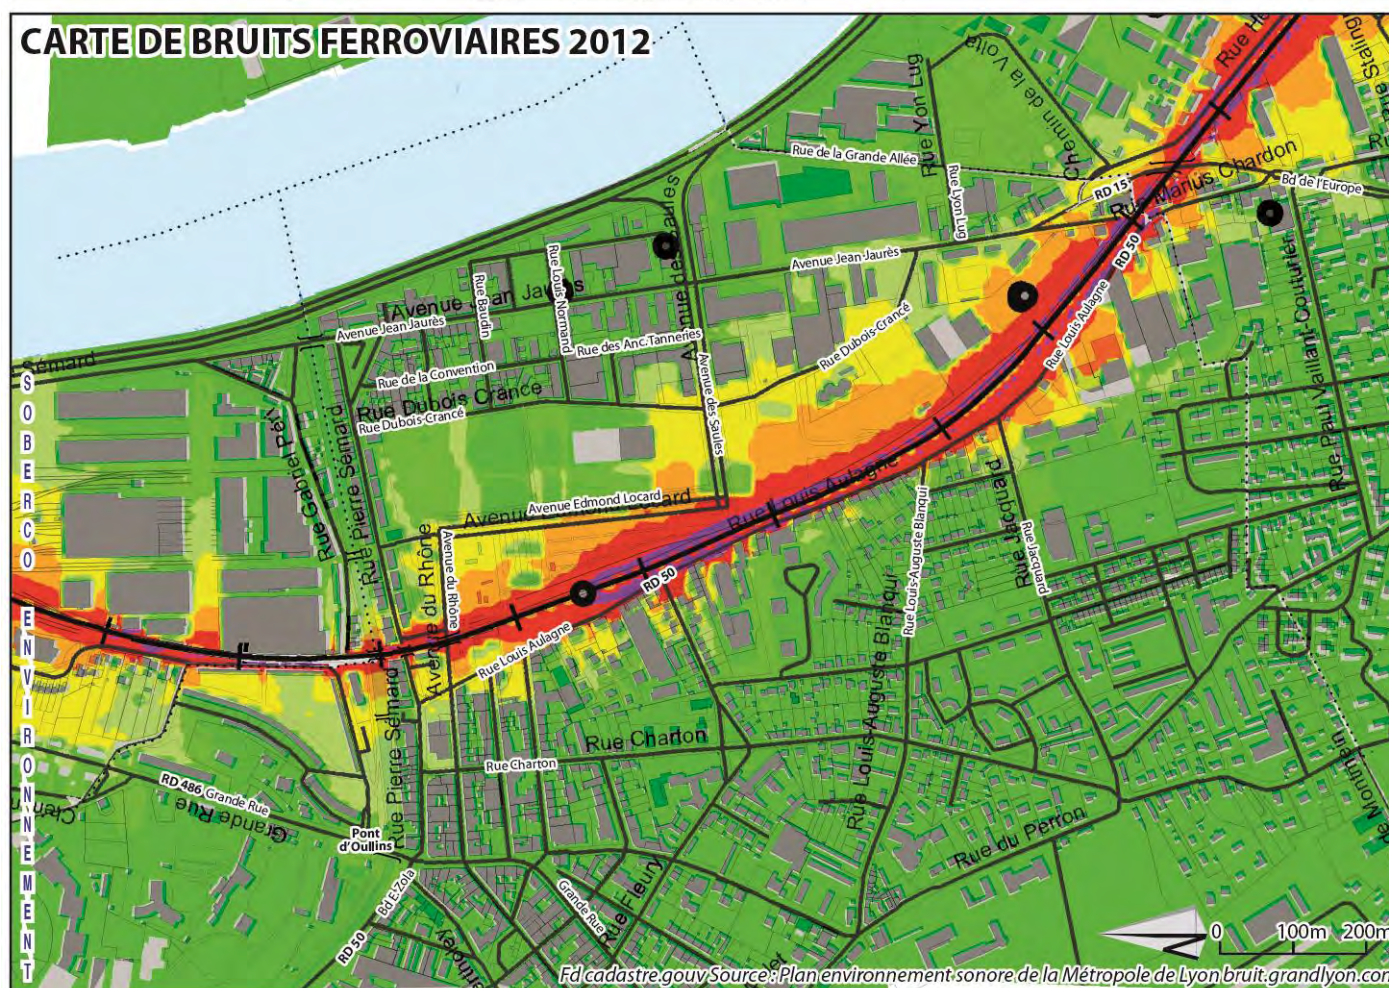 CARTE DE BRUITS FERROVIAIRES 2012
Chemin de la Volta
Rue Yon Lug
Rue de la Grande Allée
Rue Lyon Lug
RD 15
Rue Marius Chardon
Bd de l'Europe
RD 50
Avenue Jean-Jaurès
Avenue des Saules
Rue Louis Normand
Rue Baudin
Avenue Jean Jaurès
Avenue Jean Jaurès
Rue des Anc.Tanneries
Rue Dubois-Crancé
Rue Louis Aulagne
Rue Paul Vaillant Couturier
Sémard
Rue de la Convention
Rue Dubois Crance
Rue Dubois-Crancé
Avenue des Saules
Rue Gabriel Péri
Rue Pierre Sémard
Rue Pierre Sémard
Avenue Edmond Locard
Avenue du Rhône
Avenue du Rhône
Rue Louis Aulagne
Rue Louis-Auguste Blanqui
Rue Jacquard
Rue Jacquard
RD 50
Rue Louis Aulagne
Rue Louis-Auguste Blanqui
Rue Pierre Sémard
Rue Charton
Rue Charton
RD 486 Grande Rue
Grande Rue
Pont
d'Oullins
Bd E-Zola
RD 50
Grande Rue
Rue Fleury
Rue du Perron
SOBERCO ENVIRONNEMENT
N
0 100m 200m
Fd cadastre.gouv Source : Plan environnement sonore de la Métropole de Lyon bruit.grandlyon.com